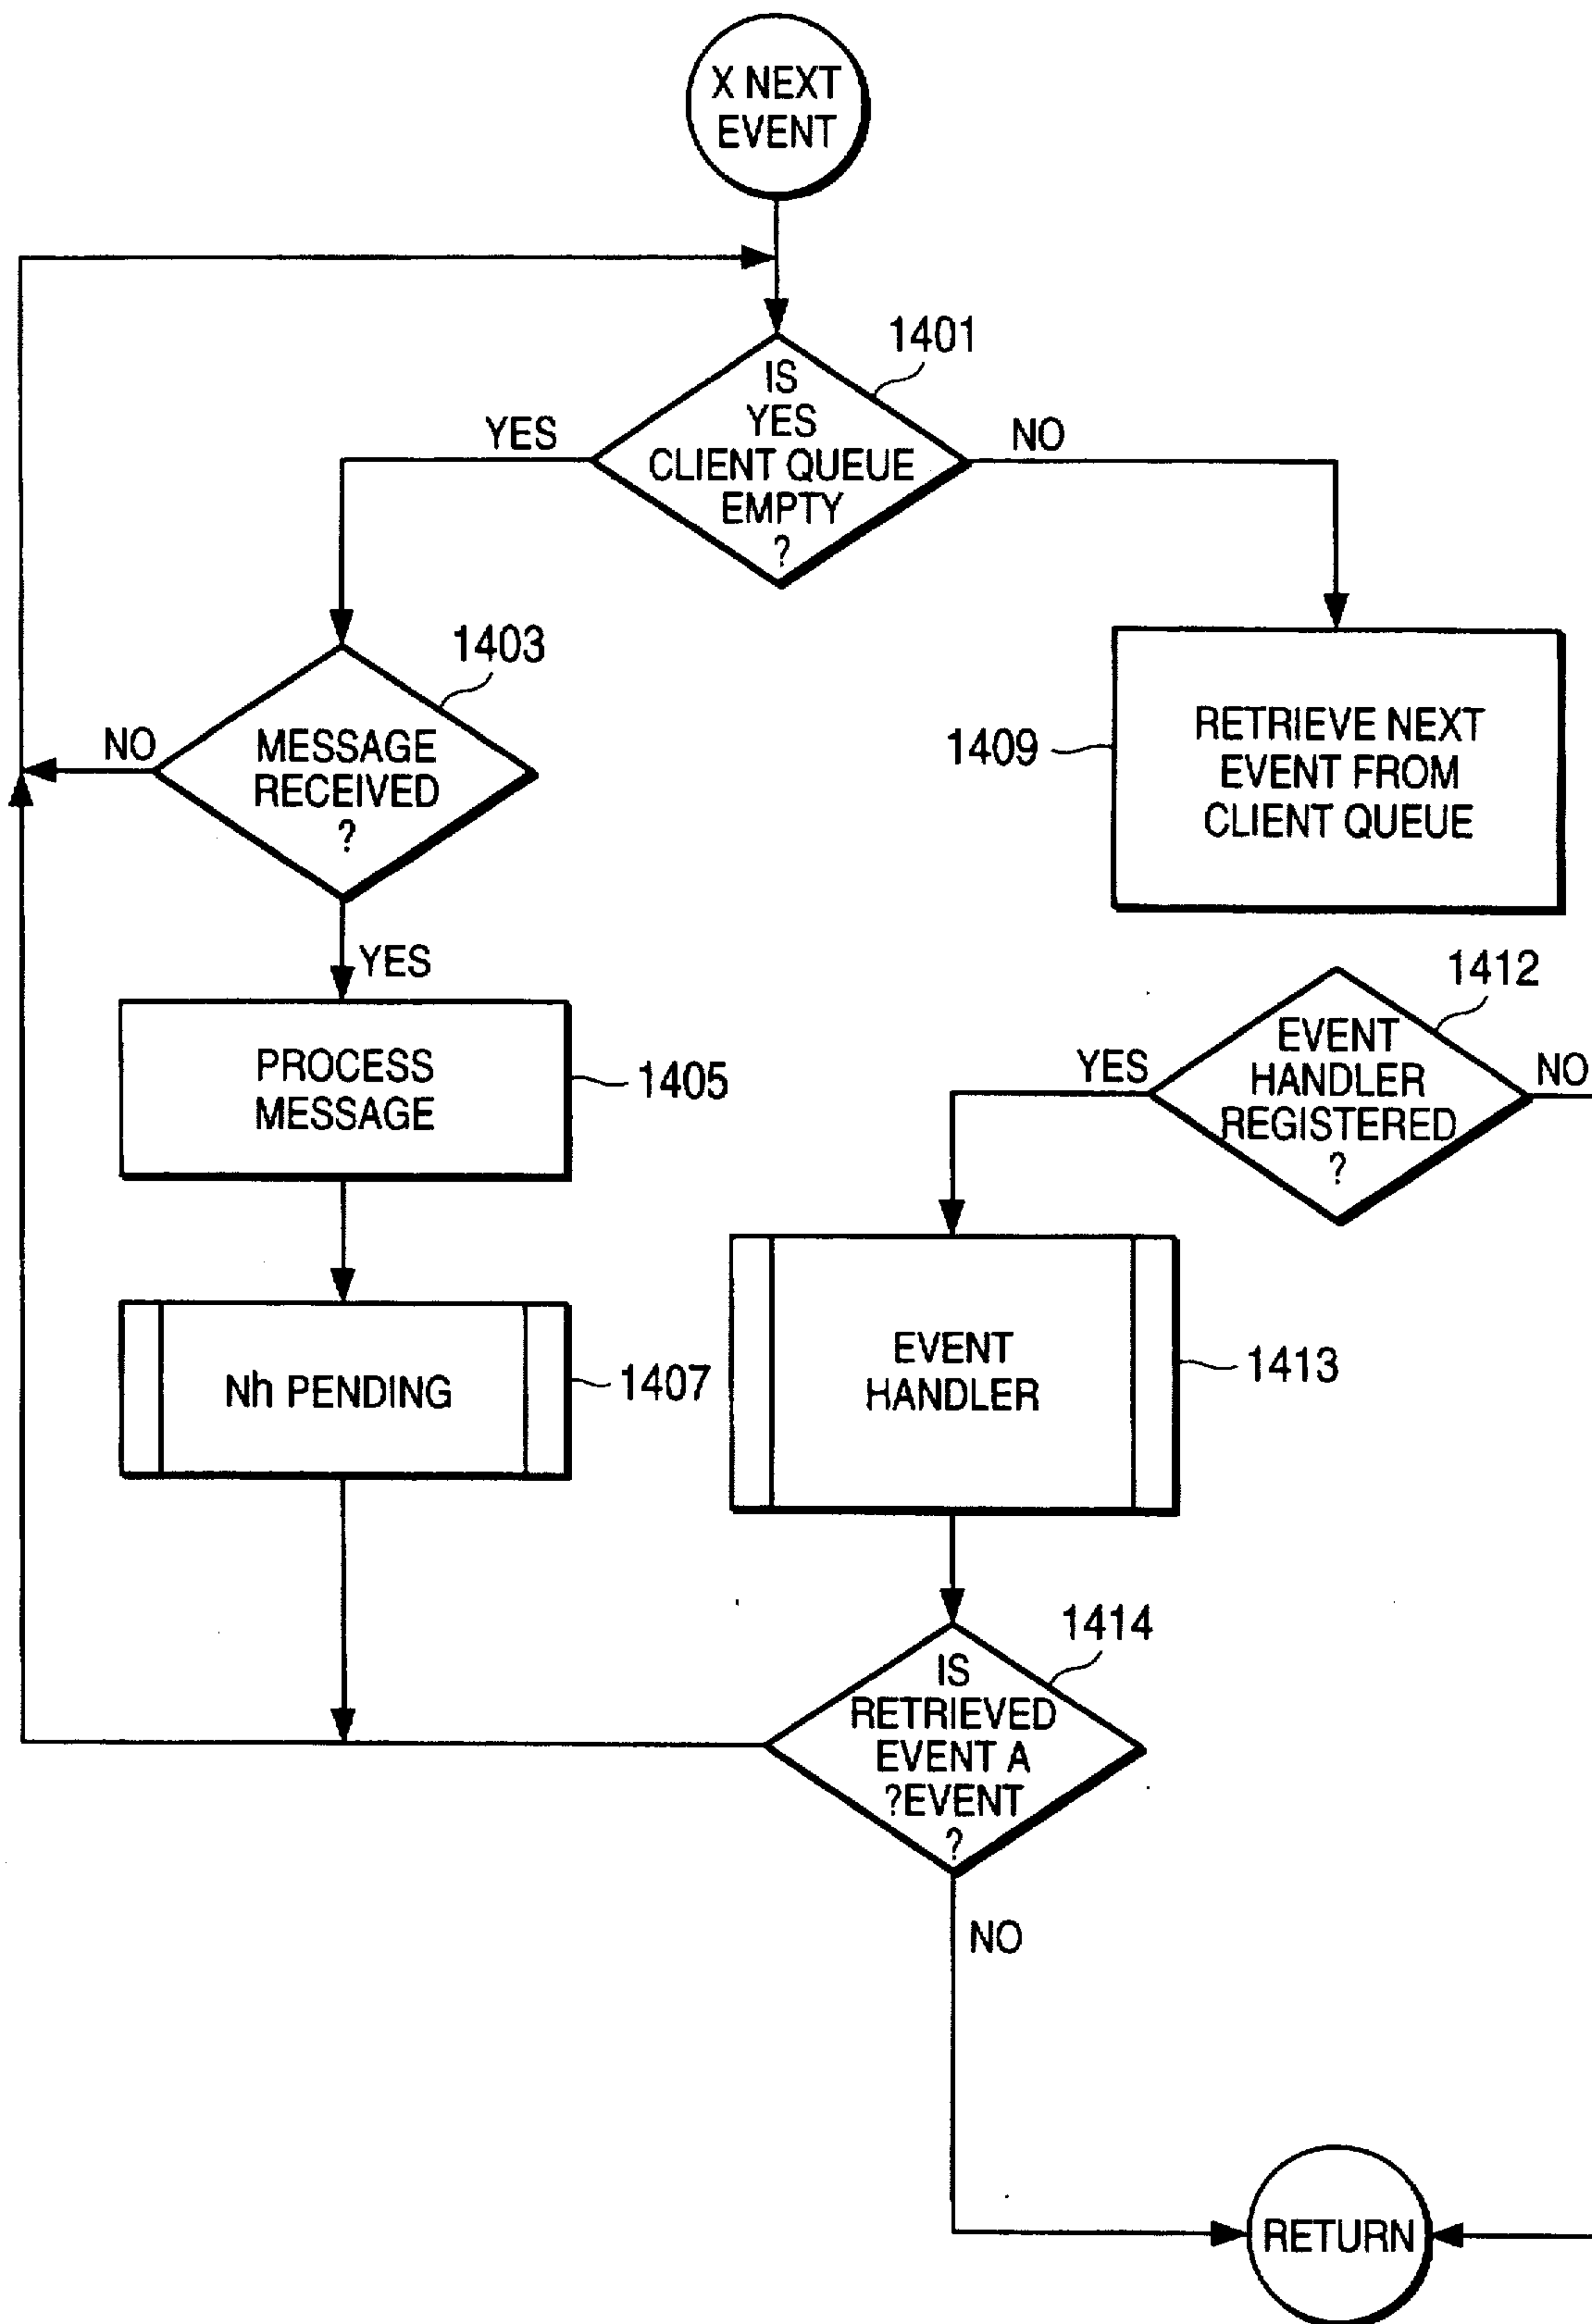 X NEXT
EVENT
1401
IS
YES
CLIENT QUEUE
EMPTY
?
YES
NO
1403
MESSAGE
RECEIVED
?
NO
YES
1409
RETRIEVE NEXT
EVENT FROM
CLIENT QUEUE
PROCESS
MESSAGE
1405
1412
EVENT
HANDLER
REGISTERED
?
YES
NO
Nh PENDING
1407
EVENT
HANDLER
1413
1414
IS
RETRIEVED
EVENT A
?EVENT
?
NO
RETURN